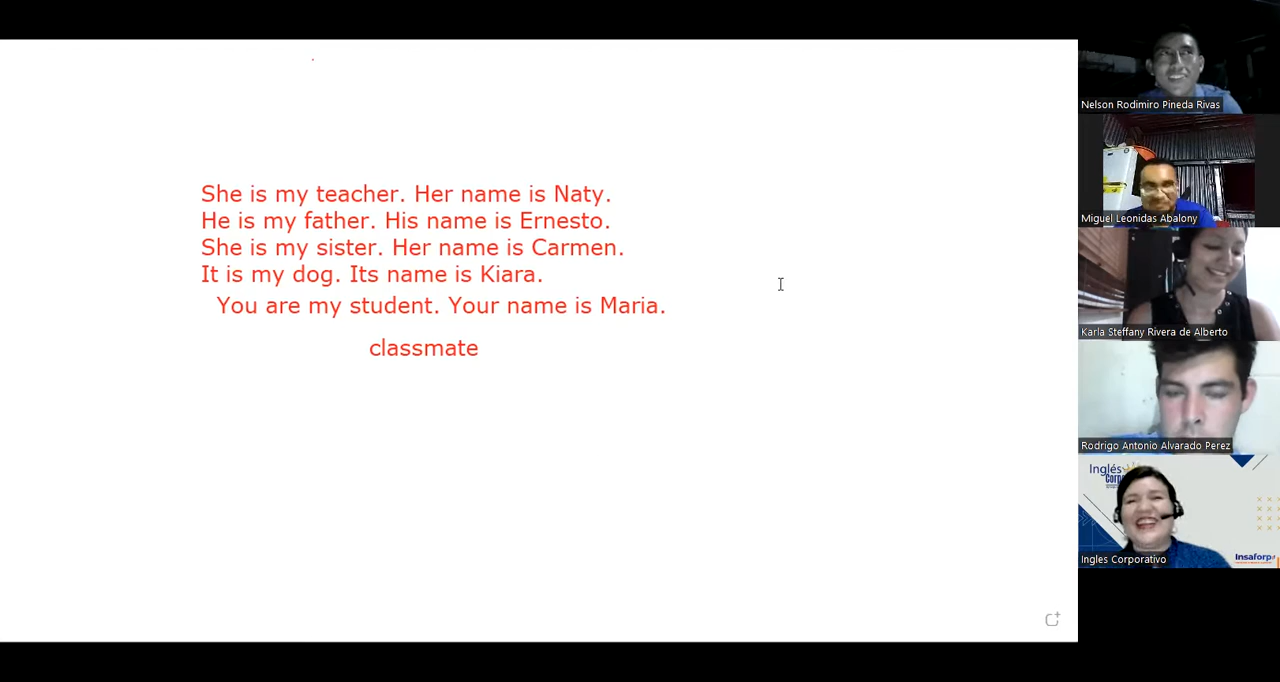 She is my teacher. Her name is Naty.
He is my father. His name is Ernesto.
She is my sister. Her name is Carmen.
It is my dog. Its name is Kiara.
You are my student. Your name is Maria.
classmate
Nelson Rodimiro Pineda Rivas
Miguel Leonidas Abalony
Karla Steffany Rivera de Alberto
Rodrigo Antonio Alvarado Perez
Inglés
Corp
Insaforp
Ingles Corporativo